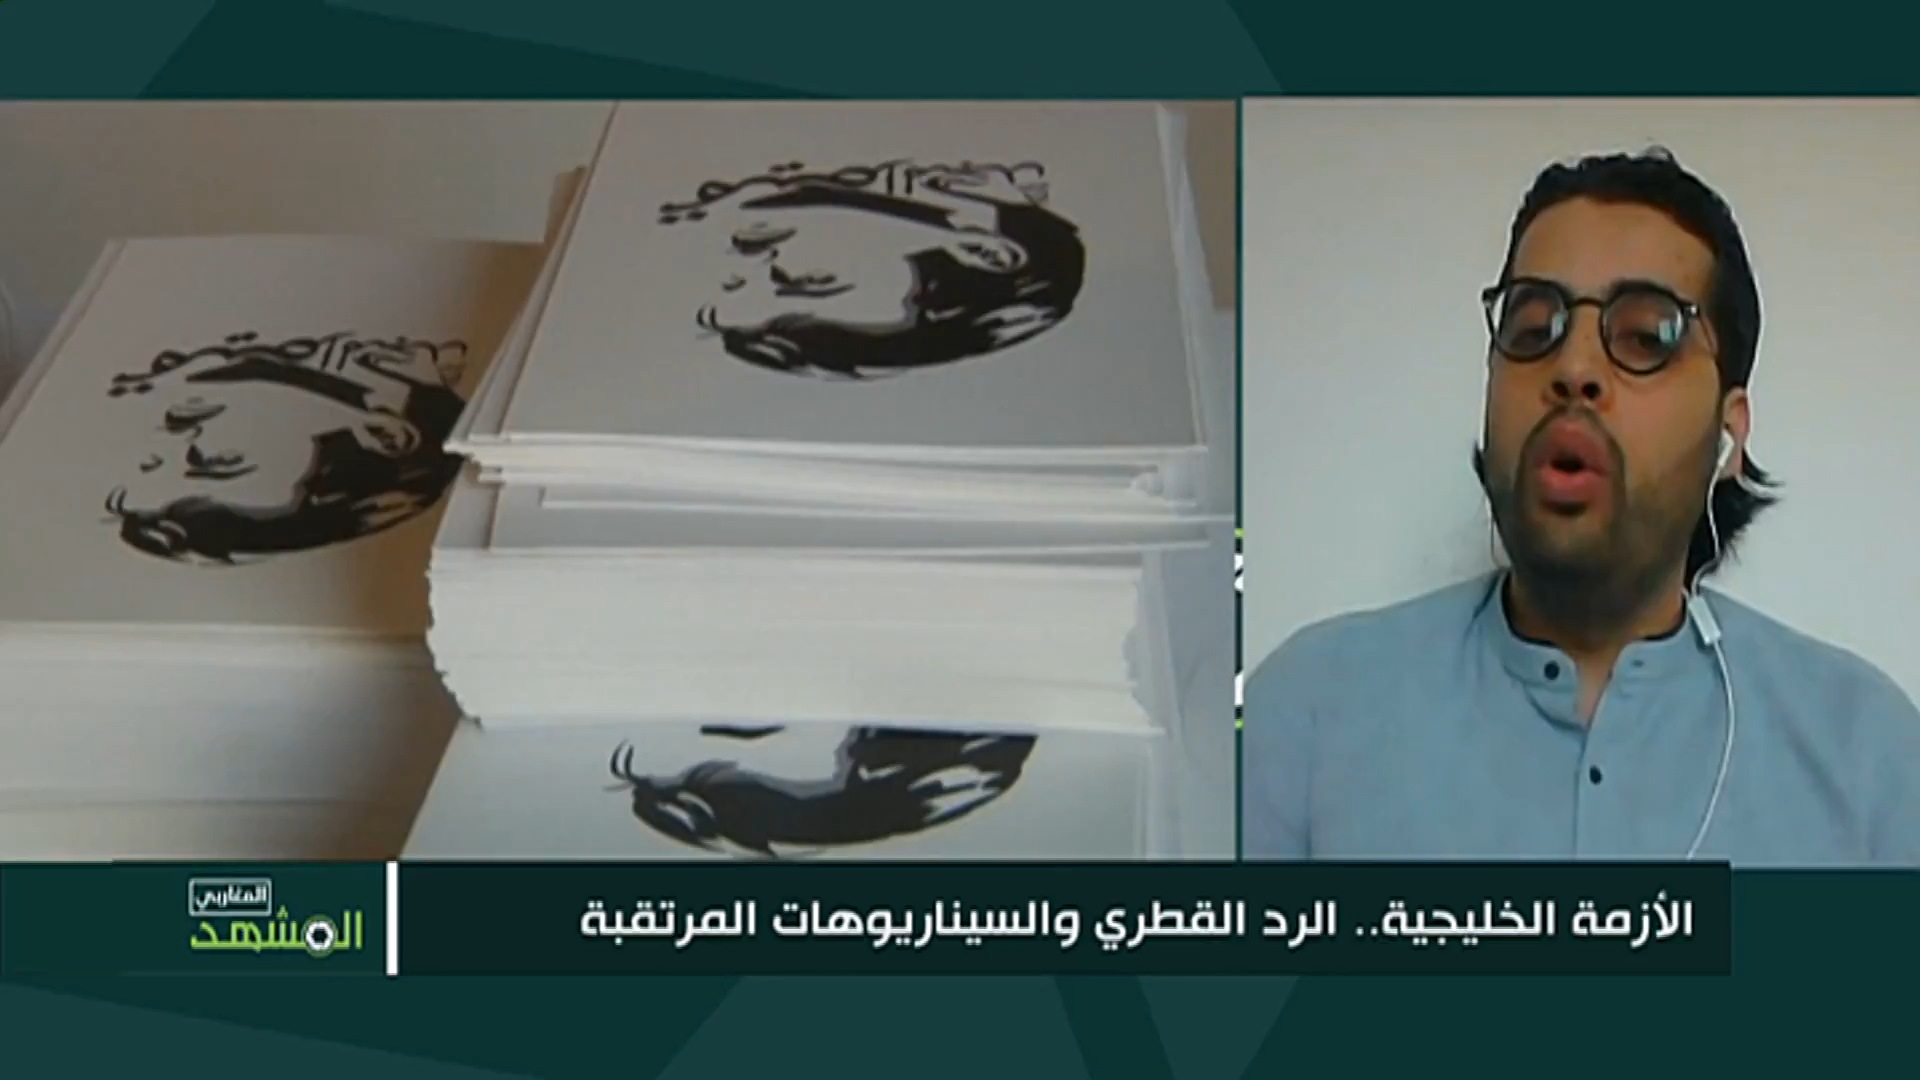 الأزمة الخليجية.. الرد القطري والسيناريوهات المرتقبة
المغاربي
المشهد